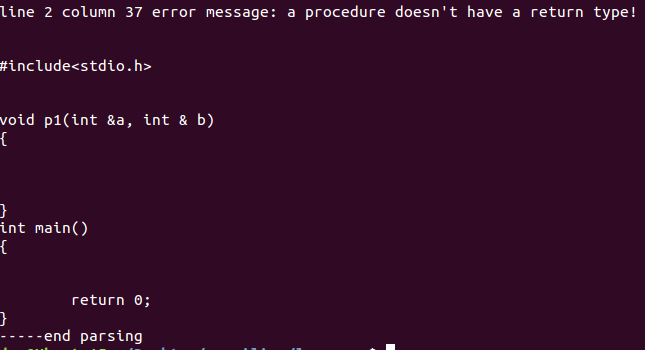 line 2 column 37 error message: a procedure doesn't have a return type!
#include<stdio.h>
void p1(int &a, int & b)
{
}
int main()
{
return 0;
}
-----end parsing